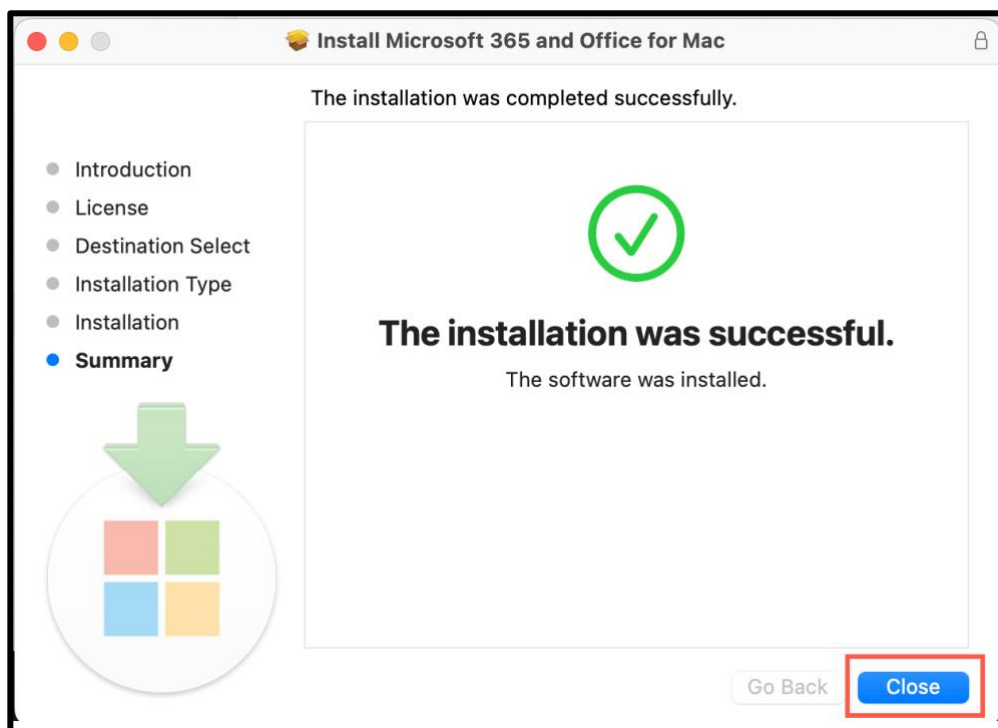 Install Microsoft 365 and Office for Mac
The installation was completed successfully.
Introduction
License
Destination Select
Installation Type
Installation
Summary
The installation was successful.
The software was installed.
Go Back
Close